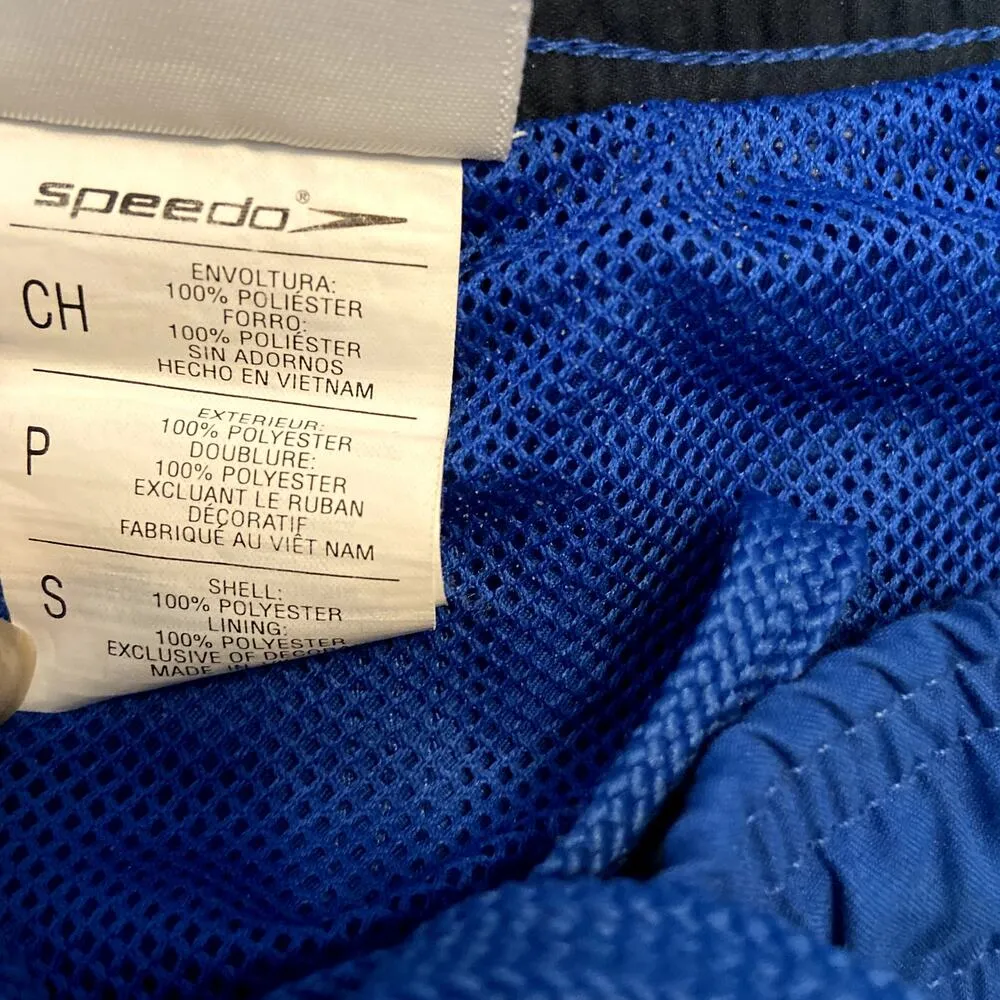 speedo®
CH
ENVOLTURA:
100% POLIÉSTER
FORRO:
100% POLIÉSTER
SIN ADORNOS
HECHO EN VIETNAM
P
EXTERIEUR:
100% POLYESTER
DOUBLURE:
100% POLYESTER
EXCLUANT LE RUBAN
DÉCORATIF
FABRIQUÉ AU VIÊT NAM
S
SHELL:
100% POLYESTER
LINING:
100% POLYESTER
EXCLUSIVE OF
MADE